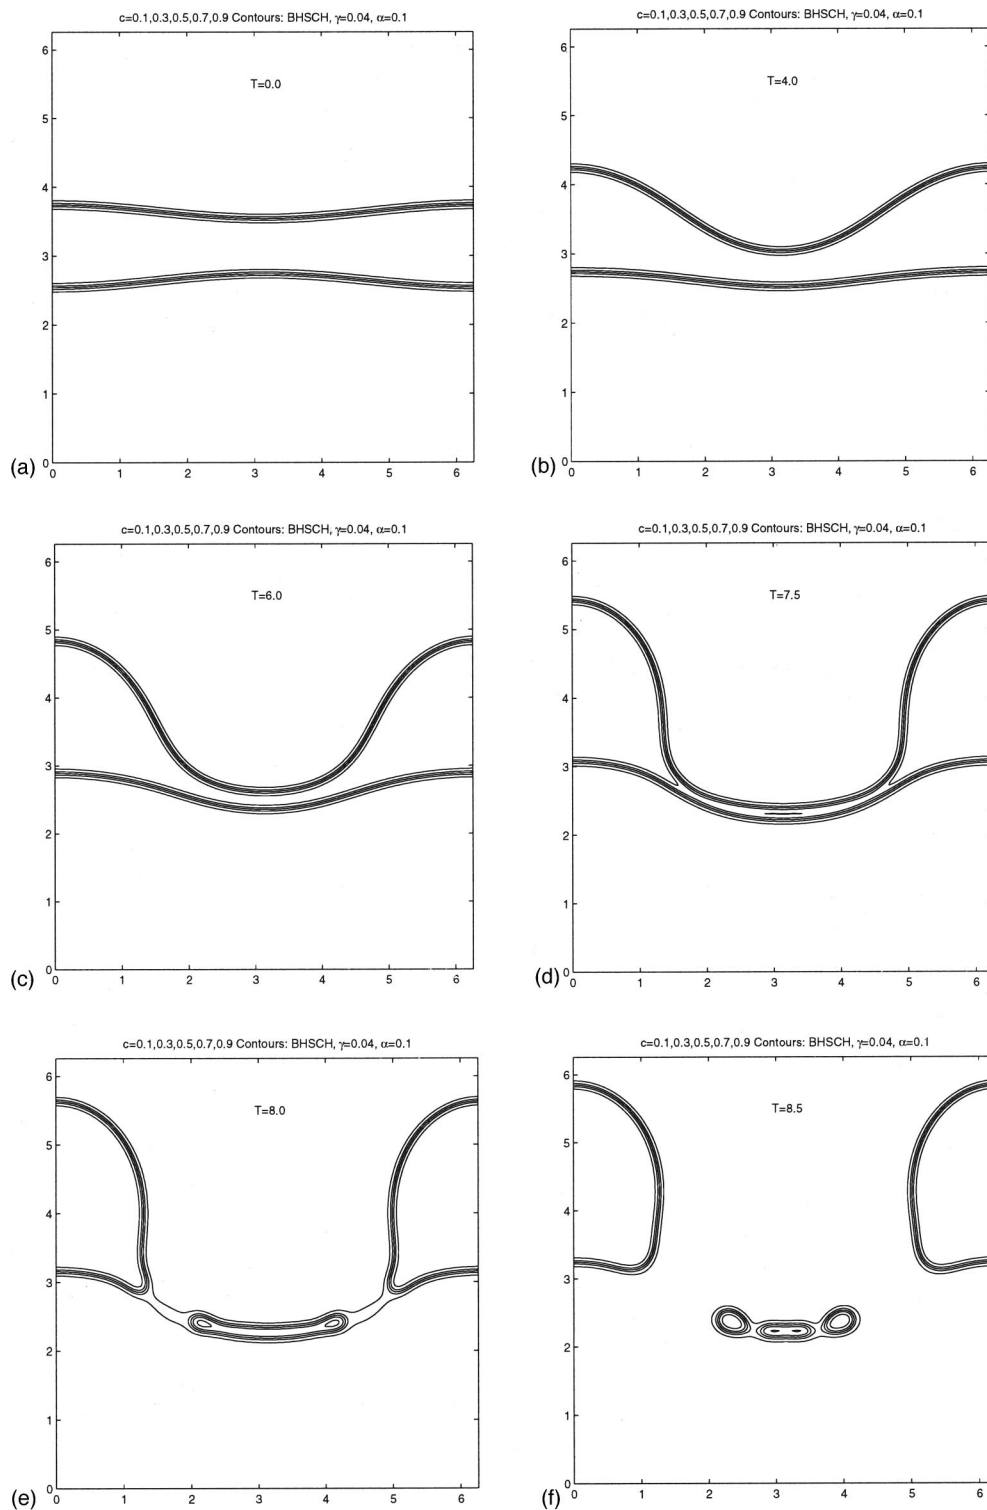 c=0.1,0.3,0.5,0.7,0.9 Contours: BHSCH, γ=0.04, α=0.1
T=0.0
6
5
4
3
2
1
0
0 1 2 3 4 5 6
(a)
c=0.1,0.3,0.5,0.7,0.9 Contours: BHSCH, γ=0.04, α=0.1
T=4.0
6
5
4
3
2
1
0
0 1 2 3 4 5 6
(b)
c=0.1,0.3,0.5,0.7,0.9 Contours: BHSCH, γ=0.04, α=0.1
T=6.0
6
5
4
3
2
1
0
0 1 2 3 4 5 6
(c)
c=0.1,0.3,0.5,0.7,0.9 Contours: BHSCH, γ=0.04, α=0.1
T=7.5
6
5
4
3
2
1
0
0 1 2 3 4 5 6
(d)
c=0.1,0.3,0.5,0.7,0.9 Contours: BHSCH, γ=0.04, α=0.1
T=8.0
6
5
4
3
2
1
0
0 1 2 3 4 5 6
(e)
c=0.1,0.3,0.5,0.7,0.9 Contours: BHSCH, γ=0.04, α=0.1
T=8.5
6
5
4
3
2
1
0
0 1 2 3 4 5 6
(f)